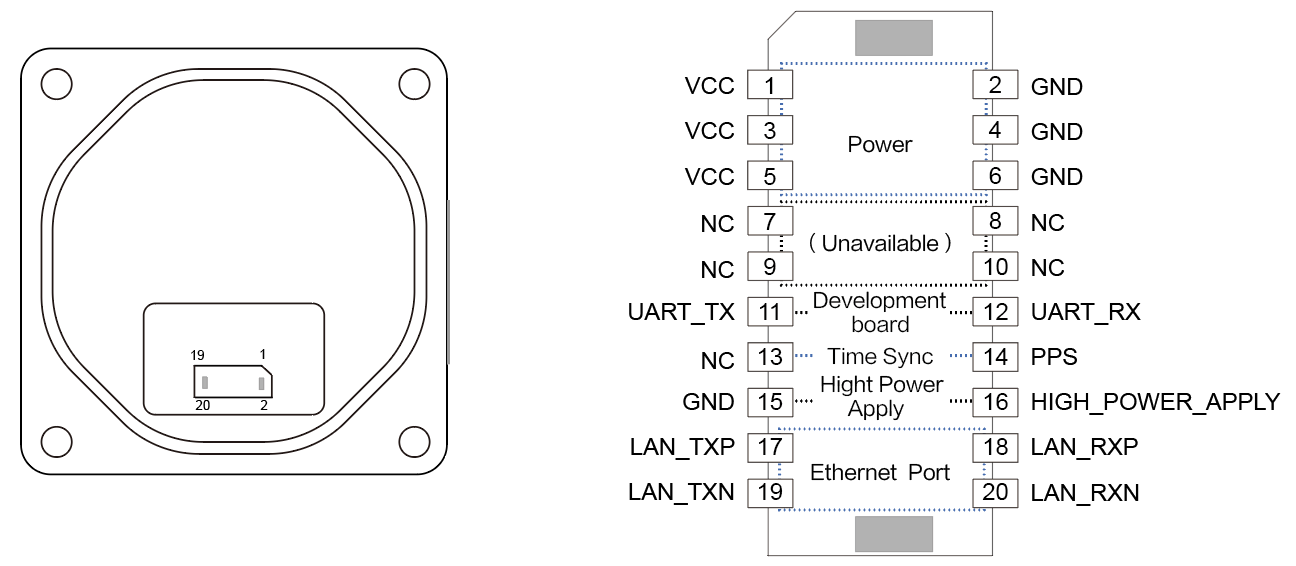 19 1
20 2
VCC 1 2 GND
VCC 3 4 GND
Power
VCC 5 6 GND
NC 7 8 NC
( Unavailable )
NC 9 10 NC
UART_TX 11 Development 12 UART_RX
board
NC 13 Time Sync 14 PPS
Hight Power
GND 15 Apply 16 HIGH_POWER_APPLY
LAN_TXP 17 18 LAN_RXP
Ethernet Port
LAN_TXN 19 20 LAN_RXN